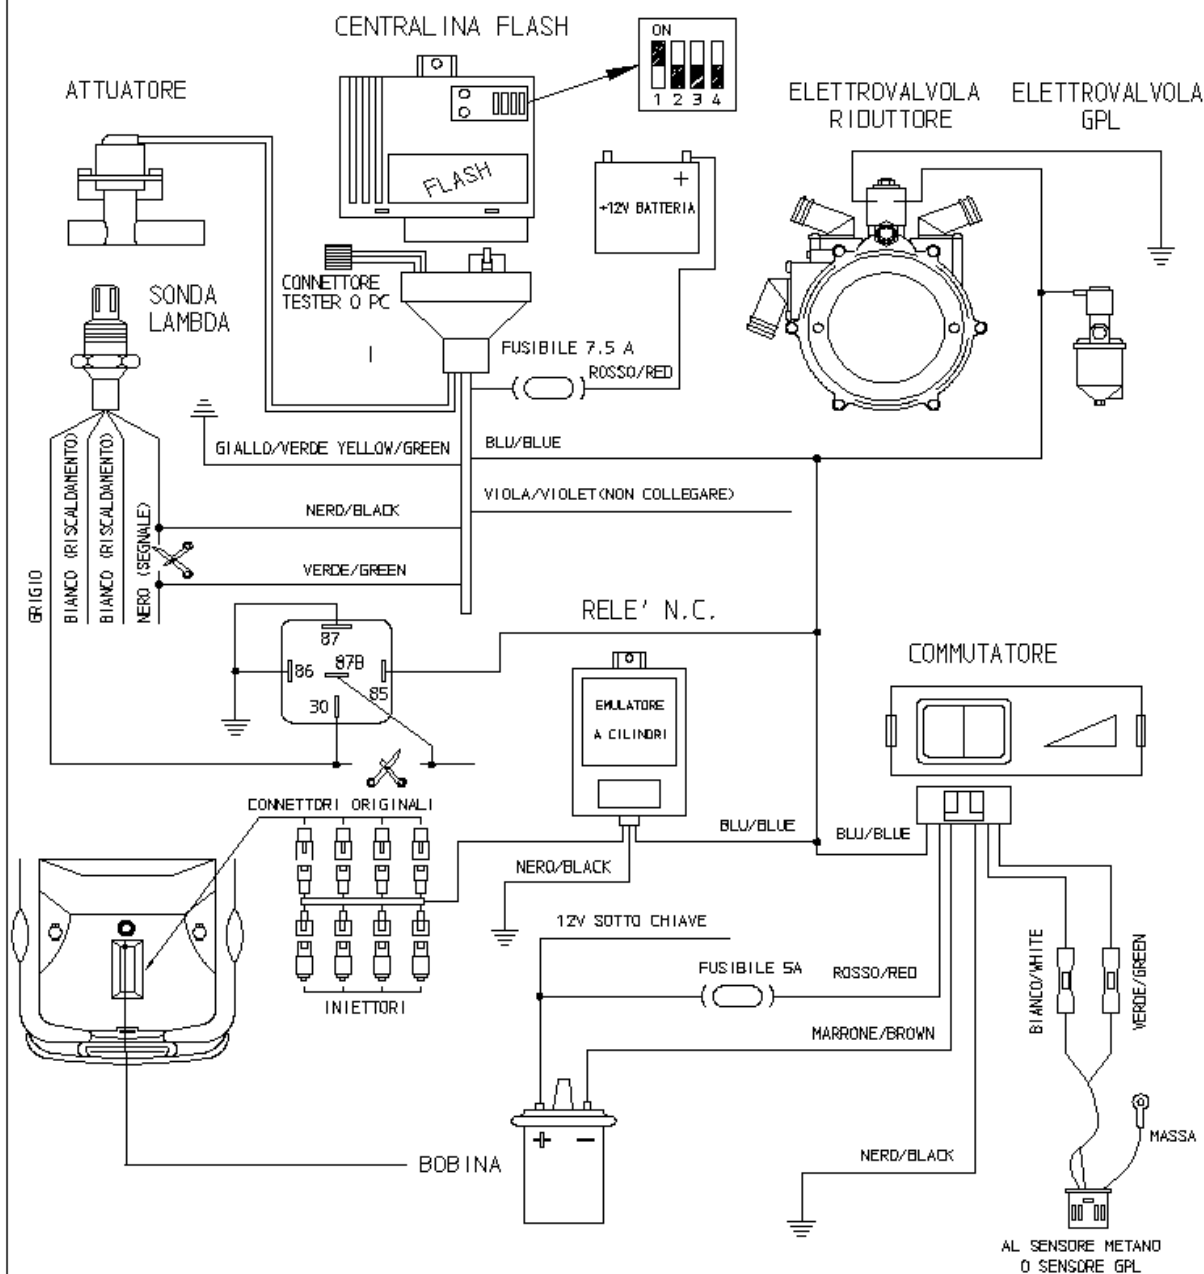 CENTRALINA FLASH
ON
1 2 3 4
ATTUATORE
ELETTROVALVOLA
RIDUTTORE
ELETTROVALVOLA
GPL
FLASH
+
+12V BATTERIA
CONNETTORE
TESTER O PC
SONDA
LAMBDA
FUSIBILE 7.5 A
ROSSO/RED
GIALLO/VERDE YELLOW/GREEN
BLU/BLUE
VIOLA/VIOLET(NON COLLEGARE)
NERO/BLACK
VERDE/GREEN
GRIGIO
BIANCO (RISCALDAMENTO)
BIANCO (RISCALDAMENTO)
NERO (SEGNALE)
RELE' N.C.
87
86
87B
85
30
COMMUTATORE
EMULATORE
A CILINDRI
CONNETTORI ORIGINALI
BLU/BLUE
BLU/BLUE
NERO/BLACK
12V SOTTO CHIAVE
FUSIBILE 5A
ROSSO/RED
INIETTORI
MARRONE/BROWN
BIANCO/WHITE
VERDE/GREEN
+ -
BOBINA
NERO/BLACK
MASSA
AL SENSORE METANO
O SENSORE GPL